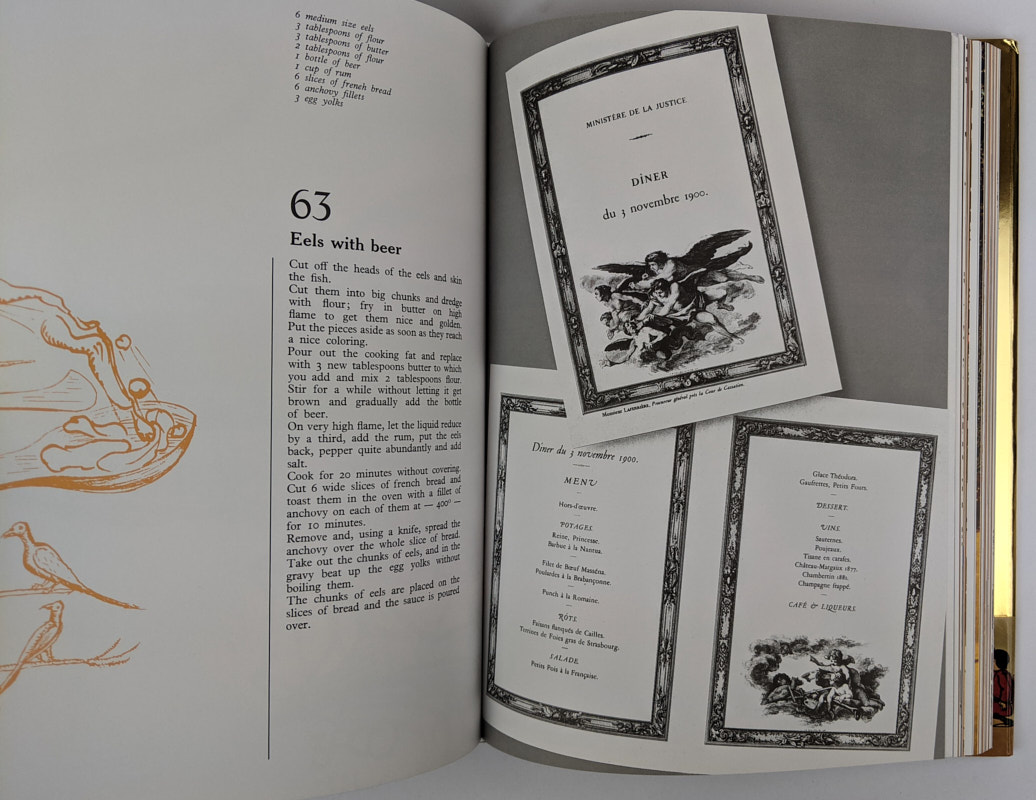 6 medium size eels
3 tablespoons of flour
3 tablespoons of butter
2 tablespoons of flour
1 bottle of beer
1 cup of rum
6 slices of french bread
6 anchovy fillets
3 egg yolks
63
Eels with beer
Cut off the heads of the eels and skin
the fish.
Cut them into big chunks and dredge
with flour; fry in butter on high
flame to get them nice and golden.
Put the pieces aside as soon as they reach
a nice coloring.
Pour out the cooking fat and replace
with 3 new tablespoons butter to which
you add and mix 2 tablespoons flour.
Stir for a while without letting it get
brown and gradually add the bottle
of beer.
On very high flame, let the liquid reduce
by a third, add the rum, put the eels
back, pepper quite abundantly and add
salt.
Cook for 20 minutes without covering.
Cut 6 wide slices of french bread and
toast them in the oven with a fillet of
anchovy on each of them at — 400° —
for 10 minutes.
Remove and, using a knife, spread the
anchovy over the whole slice of bread.
Take out the chunks of eels, and in the
gravy beat up the egg yolks without
boiling them.
The chunks of eels are placed on the
slices of bread and the sauce is poured
over.
MINISTÈRE DE LA JUSTICE
DÎNER
du 3 novembre 1900.
Monsieur Laferrière, Procureur général près la Cour de Cassation.
Dîner du 3 novembre 1900.
MENU
Hors-d'œuvre.
POTAGES.
Reine, Princesse.
Barbue à la Nantua.
Filet de Bœuf Masséna.
Poulardes à la Brabançonne.
Punch à la Romaine.
RÔTS.
Faisans flanqués de Cailles.
Terrines de Foies gras de Strasbourg.
SALADE.
Petits Pois à la Française.
Glace Théodora.
Gaufrettes, Petits Fours.
DESSERT.
VINS.
Sauternes.
Poujeaux.
Tisane en carafes.
Château-Margaux 1877.
Chambertin 1881.
Champagne frappé.
CAFÉ & LIQUEURS.